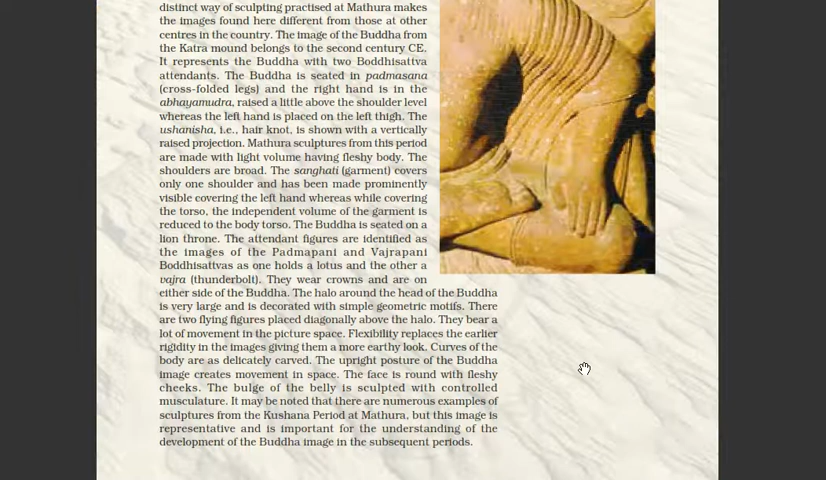 distinct way of sculpting practised at Mathura makes
the images found here different from those at other
centres in the country. The image of the Buddha from
the Katra mound belongs to the second century CE.
It represents the Buddha with two Boddhisattva
attendants. The Buddha is seated in padmasana
(cross-folded legs) and the right hand is in the
abhayamudra, raised a little above the shoulder level
whereas the left hand is placed on the left thigh. The
ushanisha, i.e., hair knot, is shown with a vertically
raised projection. Mathura sculptures from this period
are made with light volume having fleshy body. The
shoulders are broad. The sanghati (garment) covers
only one shoulder and has been made prominently
visible covering the left hand whereas while covering
the torso, the independent volume of the garment is
reduced to the body torso. The Buddha is seated on a
lion throne. The attendant figures are identified as
the images of the Padmapani and Vajrapani
Boddhisattvas as one holds a lotus and the other a
vajra (thunderbolt). They wear crowns and are on
either side of the Buddha. The halo around the head of the Buddha
is very large and is decorated with simple geometric motifs. There
are two flying figures placed diagonally above the halo. They bear a
lot of movement in the picture space. Flexibility replaces the earlier
rigidity in the images giving them a more earthy look. Curves of the
body are as delicately carved. The upright posture of the Buddha
image creates movement in space. The face is round with fleshy
cheeks. The bulge of the belly is sculpted with controlled
musculature. It may be noted that there are numerous examples of
sculptures from the Kushana Period at Mathura, but this image is
representative and is important for the understanding of the
development of the Buddha image in the subsequent periods.